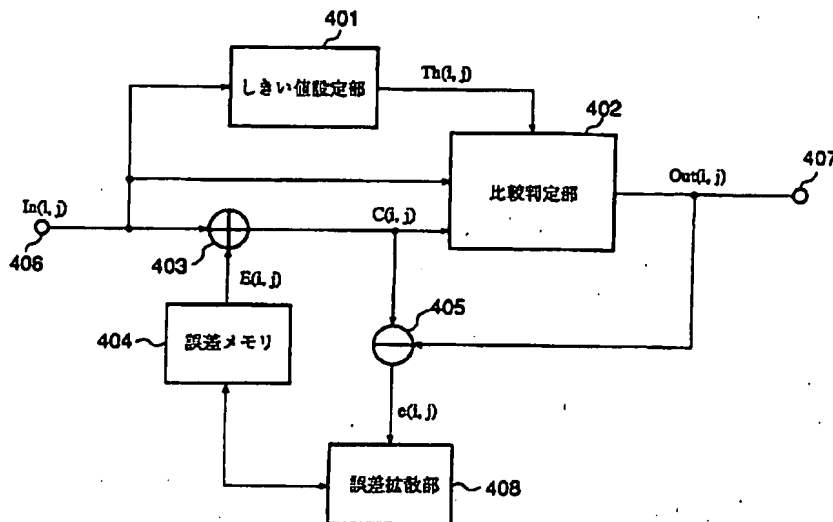 401
しきい値設定部
Th(i, j)
402
407
比較判定部
Out(i, j)
In(i, j)
406
403
C(i, j)
E(i, j)
404
誤差メモリ
405
e(i, j)
誤差拡散部
408